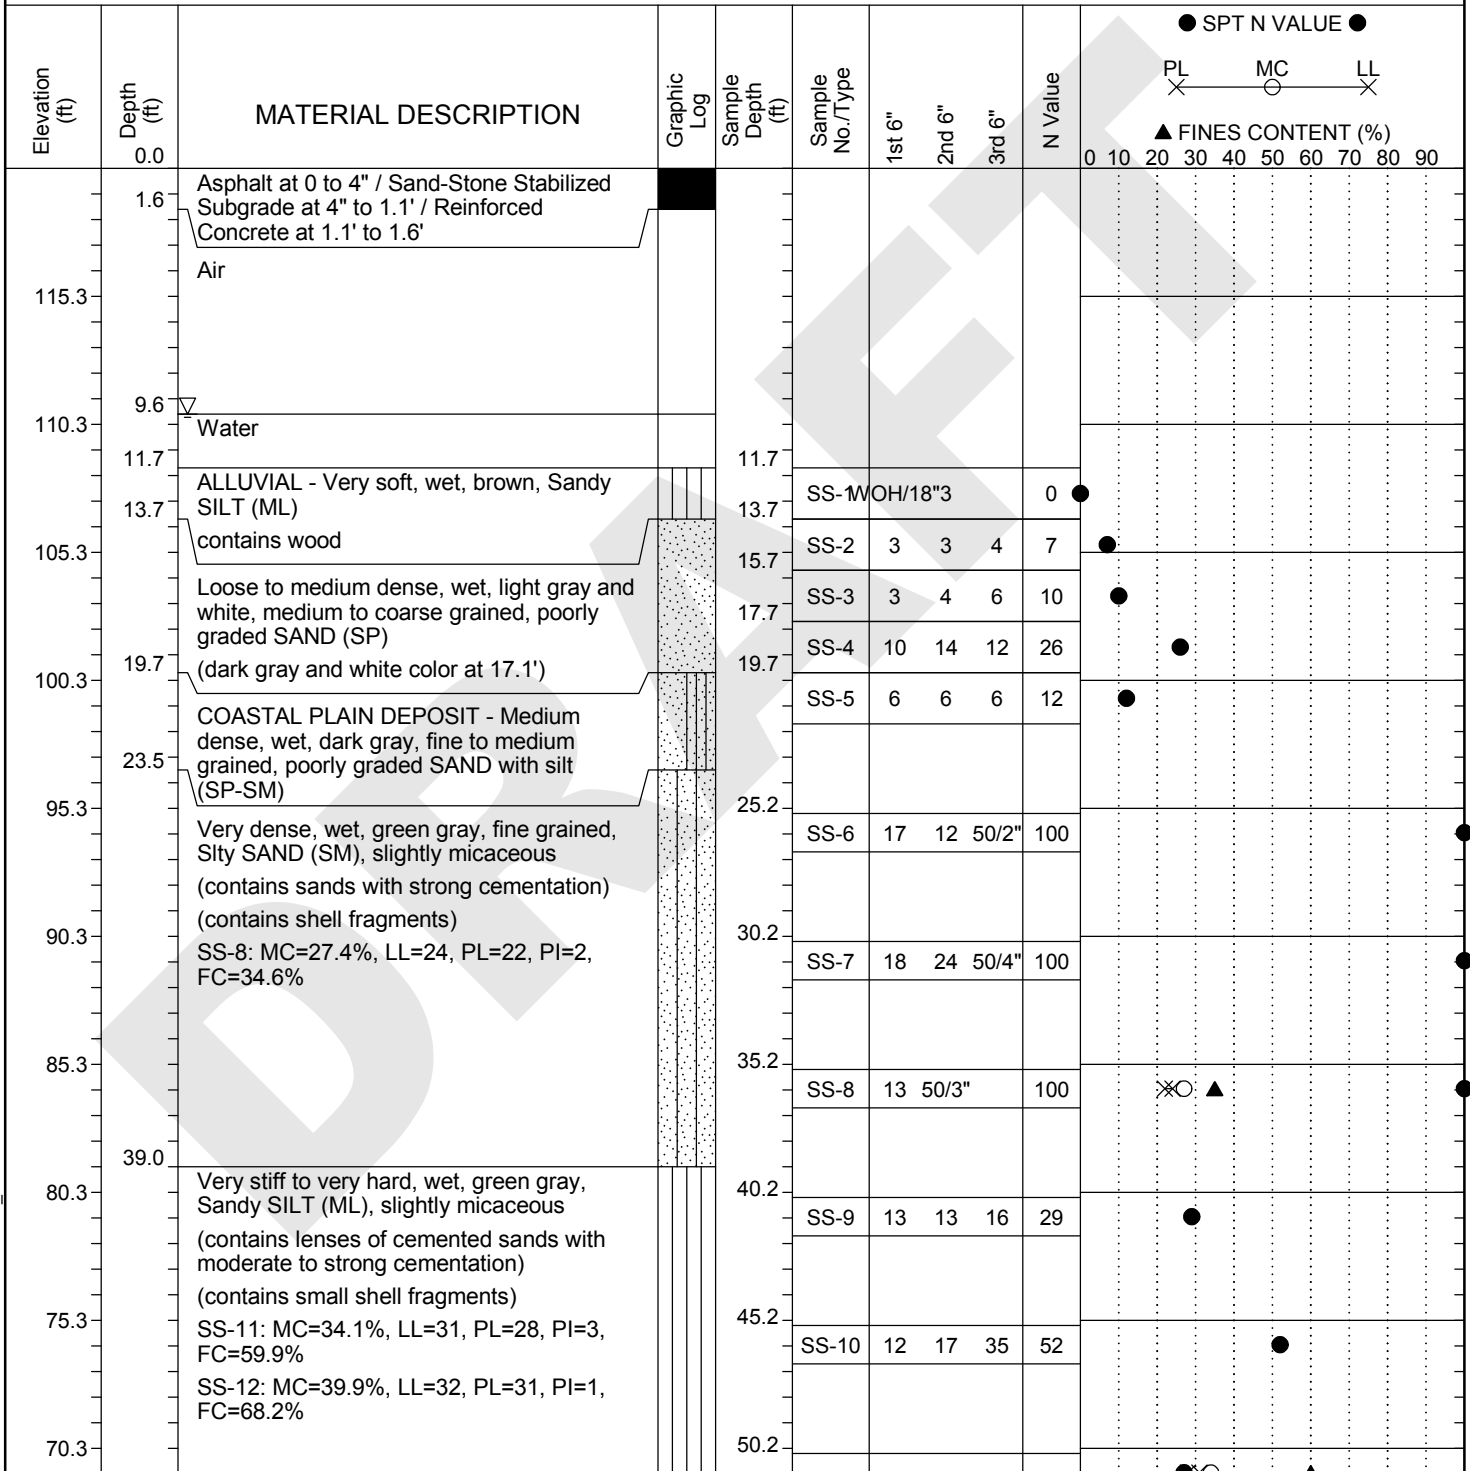 ● SPT N VALUE ●
PL MC LL
▲ FINES CONTENT (%)
0 10 20 30 40 50 60 70 80 90
Elevation (ft)
Depth (ft)
0.0
MATERIAL DESCRIPTION
Graphic Log
Sample Depth (ft)
Sample No./Type
1st 6"
2nd 6"
3rd 6"
N Value
1.6
Asphalt at 0 to 4" / Sand-Stone Stabilized
Subgrade at 4" to 1.1' / Reinforced
Concrete at 1.1' to 1.6'
Air
115.3
9.6
110.3
Water
11.7 11.7
ALLUVIAL - Very soft, wet, brown, Sandy
SILT (ML)
SS-1 WOH/18"3 0
13.7 13.7
contains wood
105.3
SS-2 3 3 4 7
15.7
Loose to medium dense, wet, light gray and
white, medium to coarse grained, poorly
graded SAND (SP)
SS-3 3 4 6 10
17.7
SS-4 10 14 12 26
(dark gray and white color at 17.1')
19.7 19.7
100.3
SS-5 6 6 6 12
COASTAL PLAIN DEPOSIT - Medium
dense, wet, dark gray, fine to medium
grained, poorly graded SAND with silt
(SP-SM)
23.5
95.3 25.2
Very dense, wet, green gray, fine grained,
Slty SAND (SM), slightly micaceous
SS-6 17 12 50/2" 100
(contains sands with strong cementation)
(contains shell fragments)
90.3 30.2
SS-8: MC=27.4%, LL=24, PL=22, PI=2,
FC=34.6%
SS-7 18 24 50/4" 100
85.3 35.2
SS-8 13 50/3" 100
39.0
Very stiff to very hard, wet, green gray,
Sandy SILT (ML), slightly micaceous
80.3 40.2
SS-9 13 13 16 29
(contains lenses of cemented sands with
moderate to strong cementation)
(contains small shell fragments)
75.3 45.2
SS-11: MC=34.1%, LL=31, PL=28, PI=3,
FC=59.9%
SS-10 12 17 35 52
SS-12: MC=39.9%, LL=32, PL=31, PI=1,
FC=68.2%
70.3 50.2
DRAFT